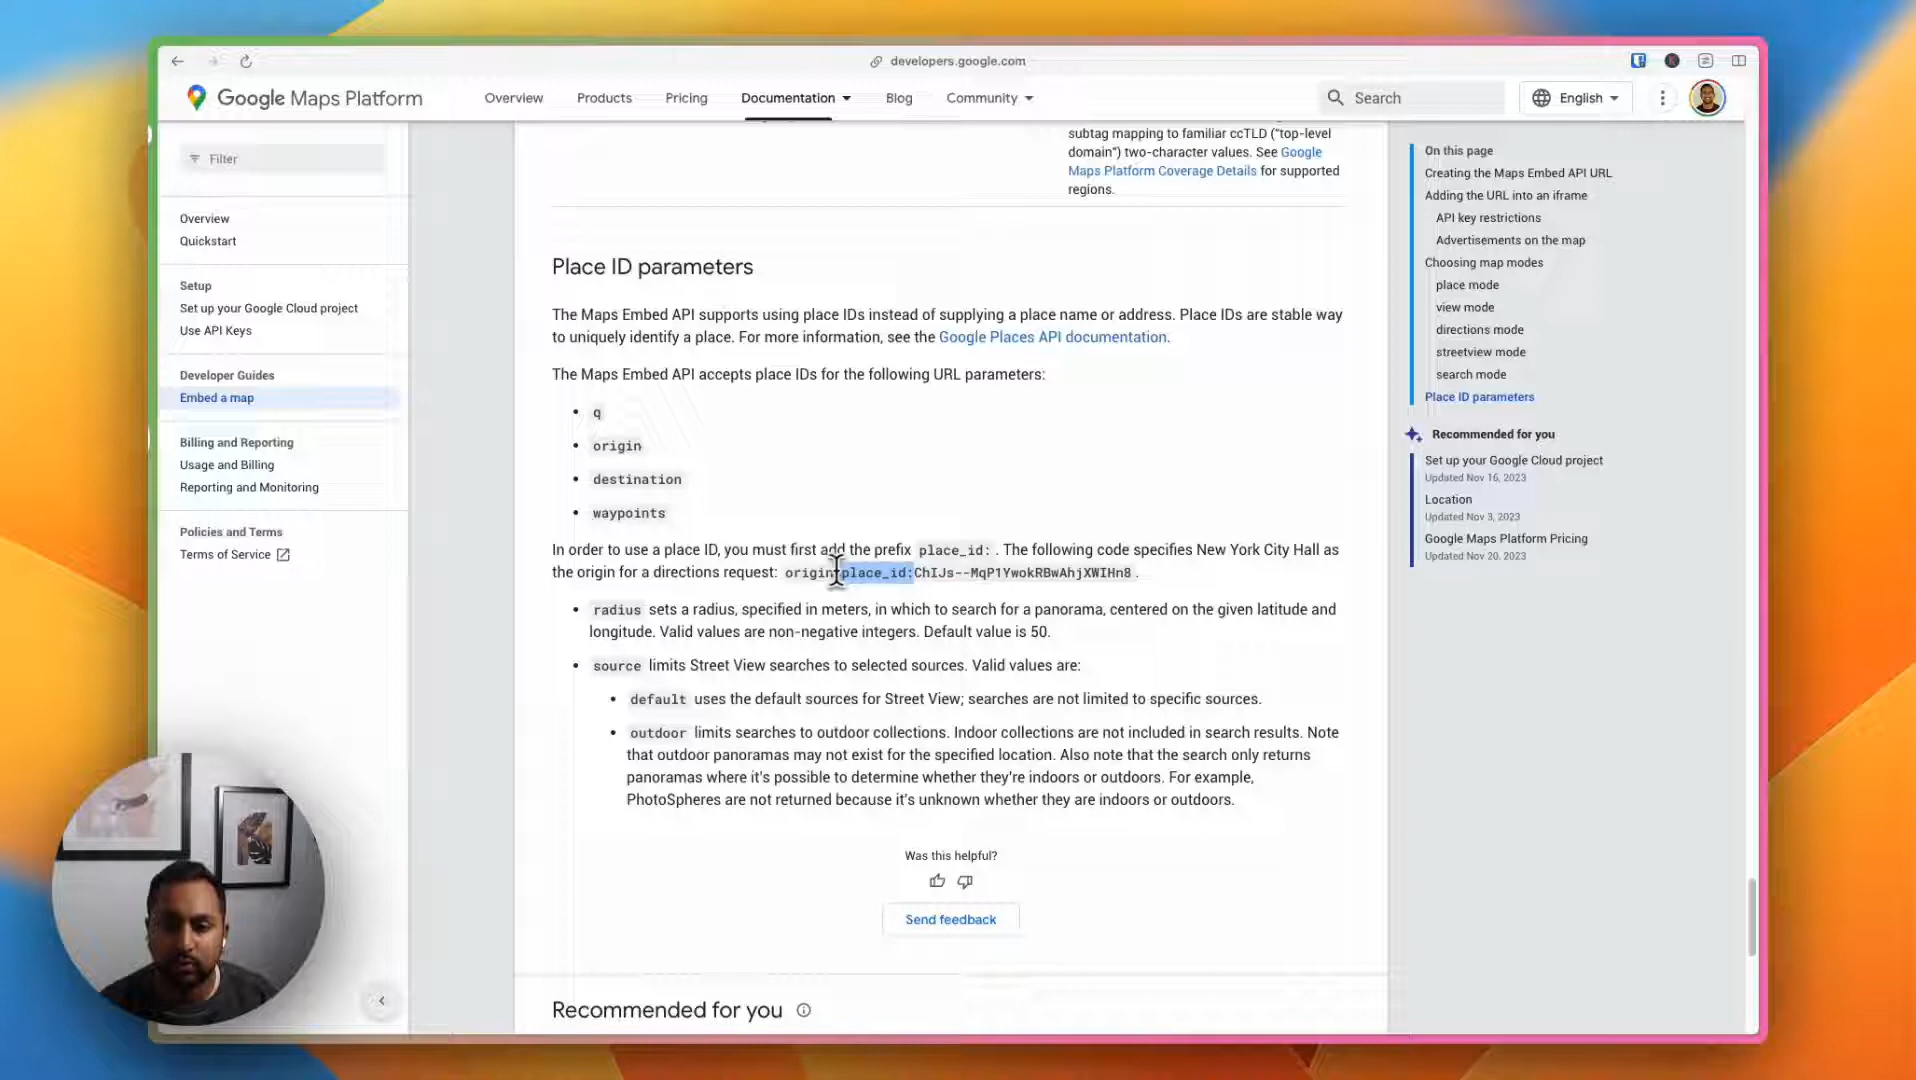 developers.google.com
Google Maps Platform
Overview
Products
Pricing
Documentation
Blog
Community
Search
English
Filter
Overview
Quickstart
Setup
Set up your Google Cloud project
Use API Keys
Developer Guides
Embed a map
Billing and Reporting
Usage and Billing
Reporting and Monitoring
Policies and Terms
Terms of Service
subtag mapping to familiar ccTLD ("top-level
domain") two-character values. See Google
Maps Platform Coverage Details for supported
regions.
Place ID parameters
The Maps Embed API supports using place IDs instead of supplying a place name or address. Place IDs are stable way
to uniquely identify a place. For more information, see the Google Places API documentation.
The Maps Embed API accepts place IDs for the following URL parameters:
• q
• origin
• destination
• waypoints
In order to use a place ID, you must first add the prefix place_id: . The following code specifies New York City Hall as
the origin for a directions request: origin place_id:ChIJs--MqP1YwokRBwAhjXWIHn8 .
• radius sets a radius, specified in meters, in which to search for a panorama, centered on the given latitude and
longitude. Valid values are non-negative integers. Default value is 50.
• source limits Street View searches to selected sources. Valid values are:
• default uses the default sources for Street View; searches are not limited to specific sources.
• outdoor limits searches to outdoor collections. Indoor collections are not included in search results. Note
that outdoor panoramas may not exist for the specified location. Also note that the search only returns
panoramas where it's possible to determine whether they're indoors or outdoors. For example,
PhotoSpheres are not returned because it's unknown whether they are indoors or outdoors.
Was this helpful?
Send feedback
Recommended for you
On this page
Creating the Maps Embed API URL
Adding the URL into an iframe
API key restrictions
Advertisements on the map
Choosing map modes
place mode
view mode
directions mode
streetview mode
search mode
Place ID parameters
Recommended for you
Set up your Google Cloud project
Updated Nov 16, 2023
Location
Updated Nov 3, 2023
Google Maps Platform Pricing
Updated Nov 20, 2023